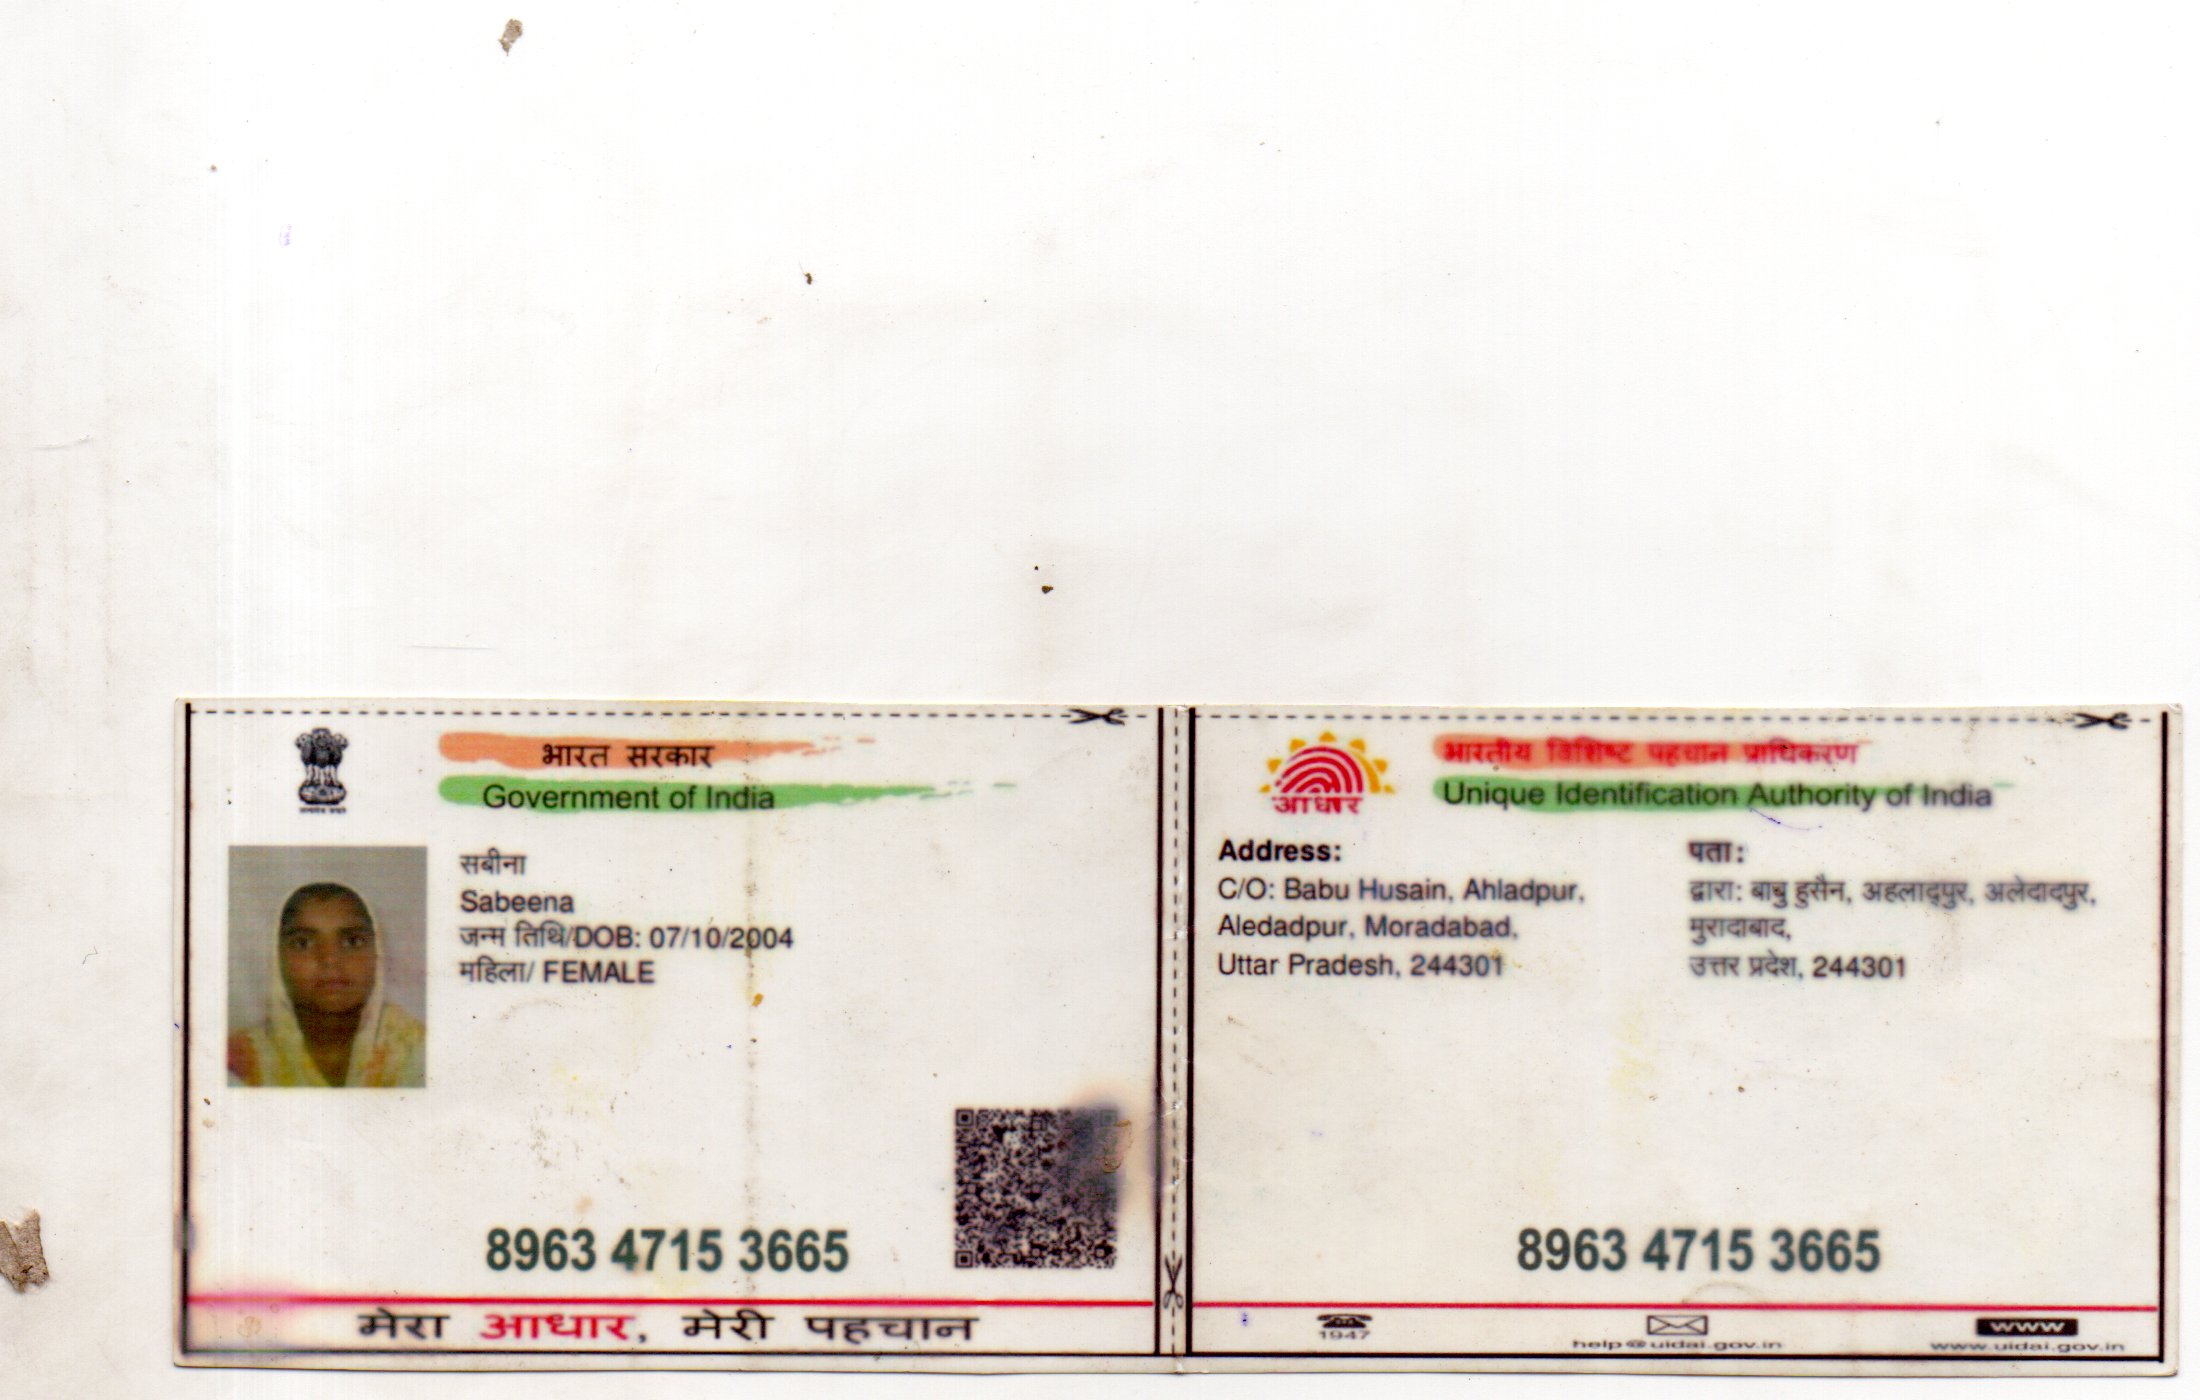 भारत सरकार
Government of India
सबीना
Sabeena
जन्म तिथि/DOB: 07/10/2004
महिला/ FEMALE
8963 4715 3665
मेरा आधार, मेरी पहचान
आधार
भारतीय विशिष्ट पहचान प्राधिकरण
Unique Identification Authority of India
Address:
C/O: Babu Husain, Ahladpur,
Aledadpur, Moradabad,
Uttar Pradesh, 244301
पता:
द्वारा: बाबु हुसैन, अहलाद्पुर, अलेदादपुर,
मुरादाबाद,
उत्तर प्रदेश, 244301
8963 4715 3665
1947
help@uidai.gov.in
www
www.uidai.gov.in